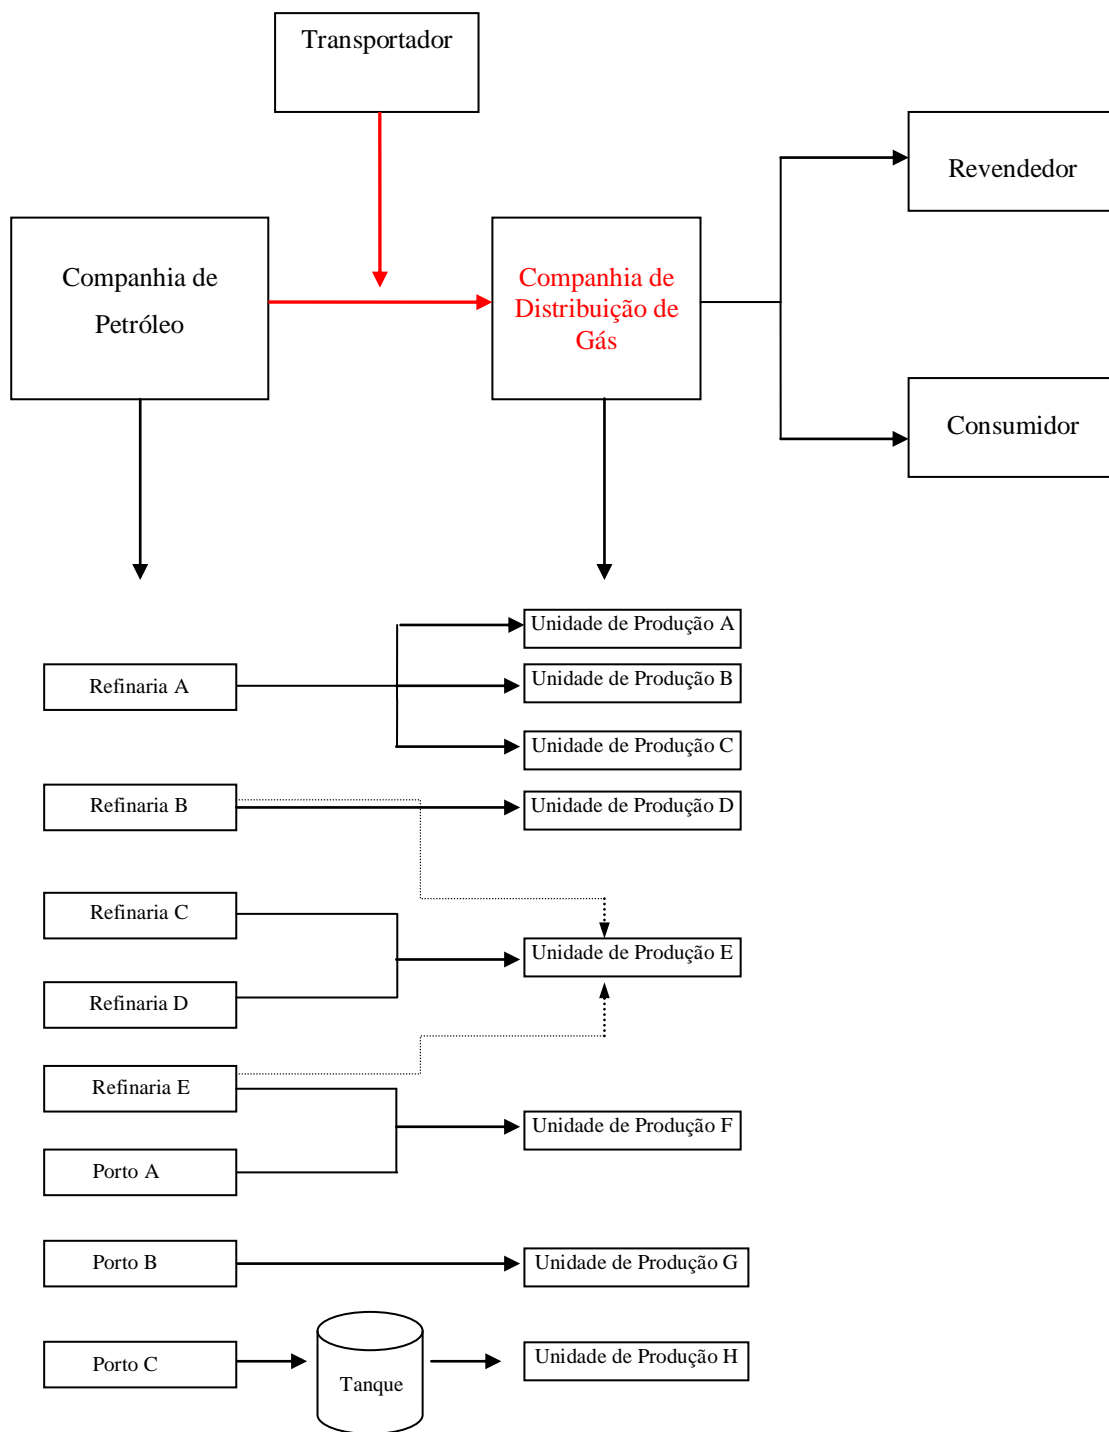 Transportador
Revendedor
Companhia de
Petróleo
Companhia de
Distribuição de
Gás
Consumidor
Unidade de Produção A
Refinaria A
Unidade de Produção B
Unidade de Produção C
Refinaria B
Unidade de Produção D
Refinaria C
Unidade de Produção E
Refinaria D
Refinaria E
Unidade de Produção F
Porto A
Porto B
Unidade de Produção G
Porto C
Tanque
Unidade de Produção H